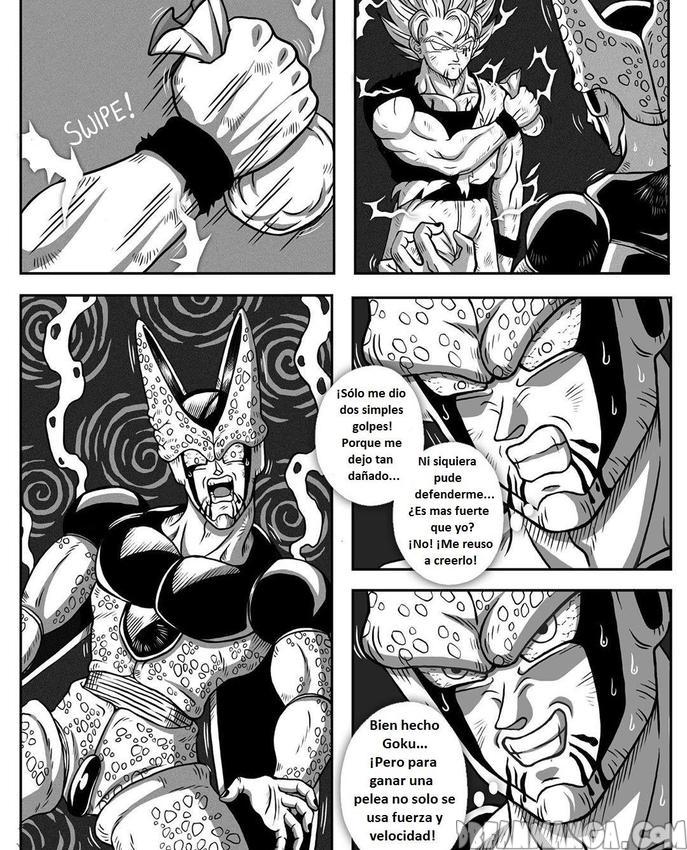 SWIPE!
¡Sólo me dio
dos simples
golpes!
Porque me
dejo tan
dañado...
Ni siquiera
pude
defenderme...
¿Es mas fuerte
que yo?
¡No! ¡Me reuso
a creerlo!
Bien hecho
Goku...
¡Pero para
ganar una
pelea no solo se
usa fuerza y
velocidad!